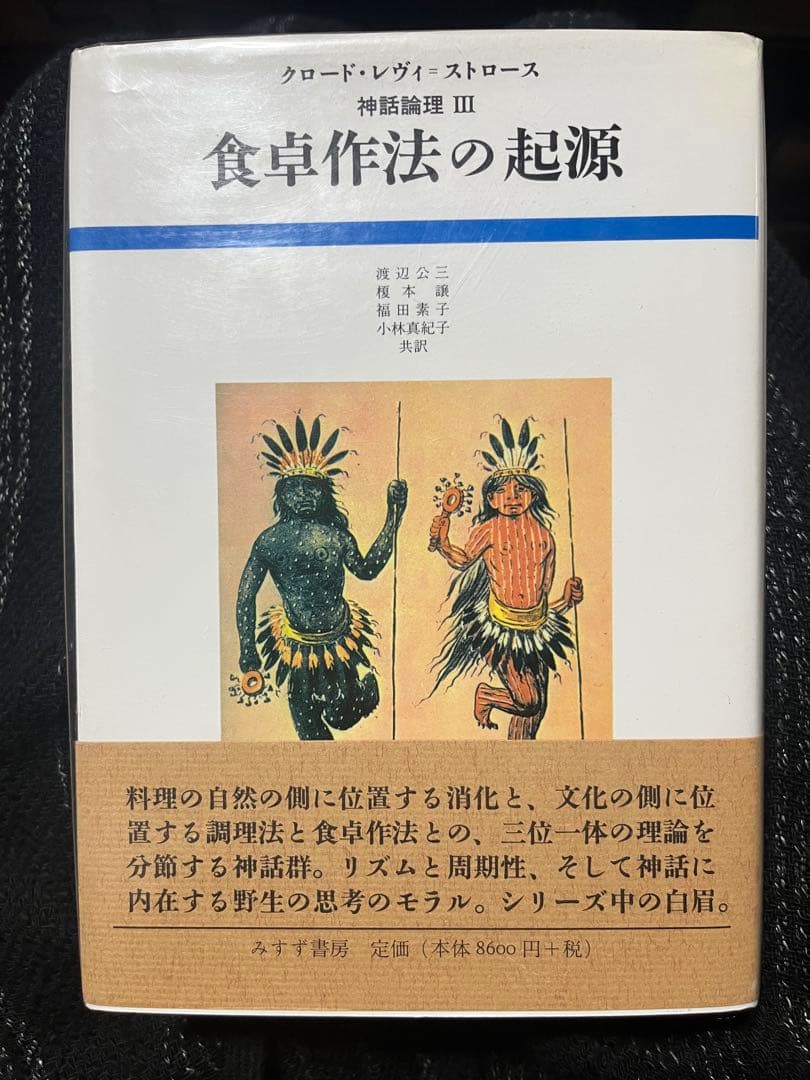 クロード・レヴィ=ストロース
神話論理 III
食卓作法の起源
渡辺公三
榎本譲
福田素子
小林真紀子
共訳
料理の自然の側に位置する消化と、文化の側に位
置する調理法と食卓作法との、三位一体の理論を
分節する神話群。リズムと周期性、そして神話に
内在する野生の思考のモラル。シリーズ中の白眉。
みすず書房 定価（本体8600円+税）